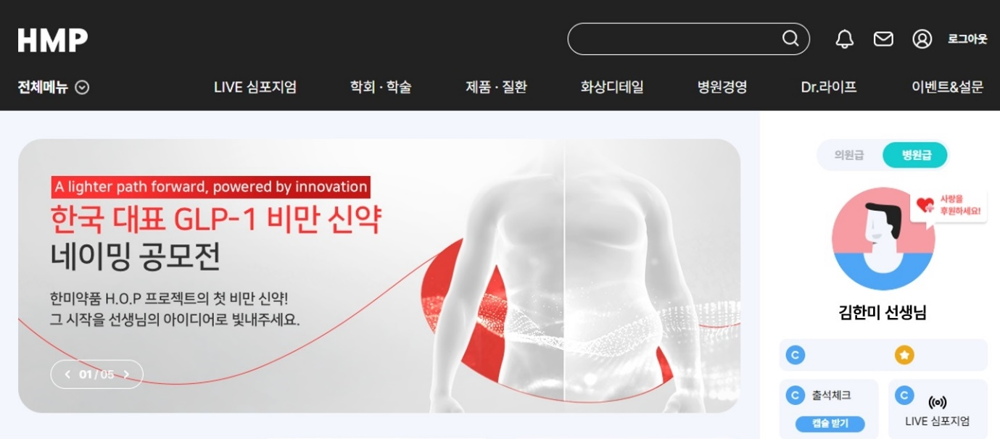 HMP
로그아웃
전체메뉴
LIVE 심포지엄
학회 · 학술
제품 · 질환
화상디테일
병원경영
Dr.라이프
이벤트&설문
A lighter path forward, powered by innovation
한국 대표 GLP-1 비만 신약
네이밍 공모전
한미약품 H.O.P 프로젝트의 첫 비만 신약!
그 시작을 선생님의 아이디어로 빛내주세요.
01 / 05
의원급
병원급
사랑을
후원하세요!
김한미 선생님
C
C 출석체크
캡슐 받기
C
LIVE 심포지엄